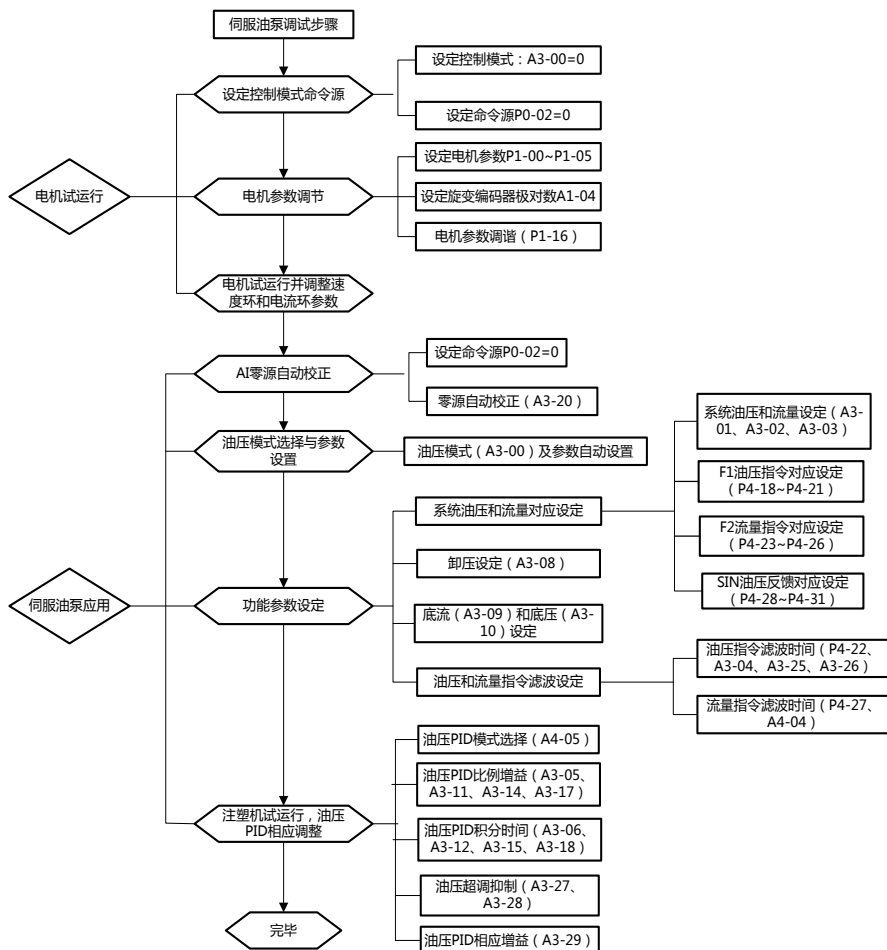 伺服油泵调试步骤
设定控制模式命令源
设定控制模式：A3-00=0
设定命令源P0-02=0
电机试运行
电机参数调节
设定电机参数P1-00~P1-05
设定旋变编码器极对数A1-04
电机参数调谐（P1-16）
电机试运行并调整速
度环和电流环参数
AI零源自动校正
设定命令源P0-02=0
零源自动校正（A3-20）
油压模式选择与参数
设置
油压模式（A3-00）及参数自动设置
伺服油泵应用
功能参数设定
系统油压和流量对应设定
系统油压和流量设定（A3-
01、A3-02、A3-03）
F1油压指令对应设定
（P4-18~P4-21）
F2流量指令对应设定
（P4-23~P4-26）
SIN油压反馈对应设定
（P4-28~P4-31）
卸压设定（A3-08）
底流（A3-09）和底压（A3-
10）设定
油压和流量指令滤波设定
油压指令滤波时间（P4-22、
A3-04、A3-25、A3-26）
流量指令滤波时间（P4-27、
A4-04）
注塑机试运行，油压
PID相应调整
油压PID模式选择（A4-05）
油压PID比例增益（A3-05、
A3-11、A3-14、A3-17）
油压PID积分时间（A3-06、
A3-12、A3-15、A3-18）
油压超调抑制（A3-27、
A3-28）
油压PID相应增益（A3-29）
完毕